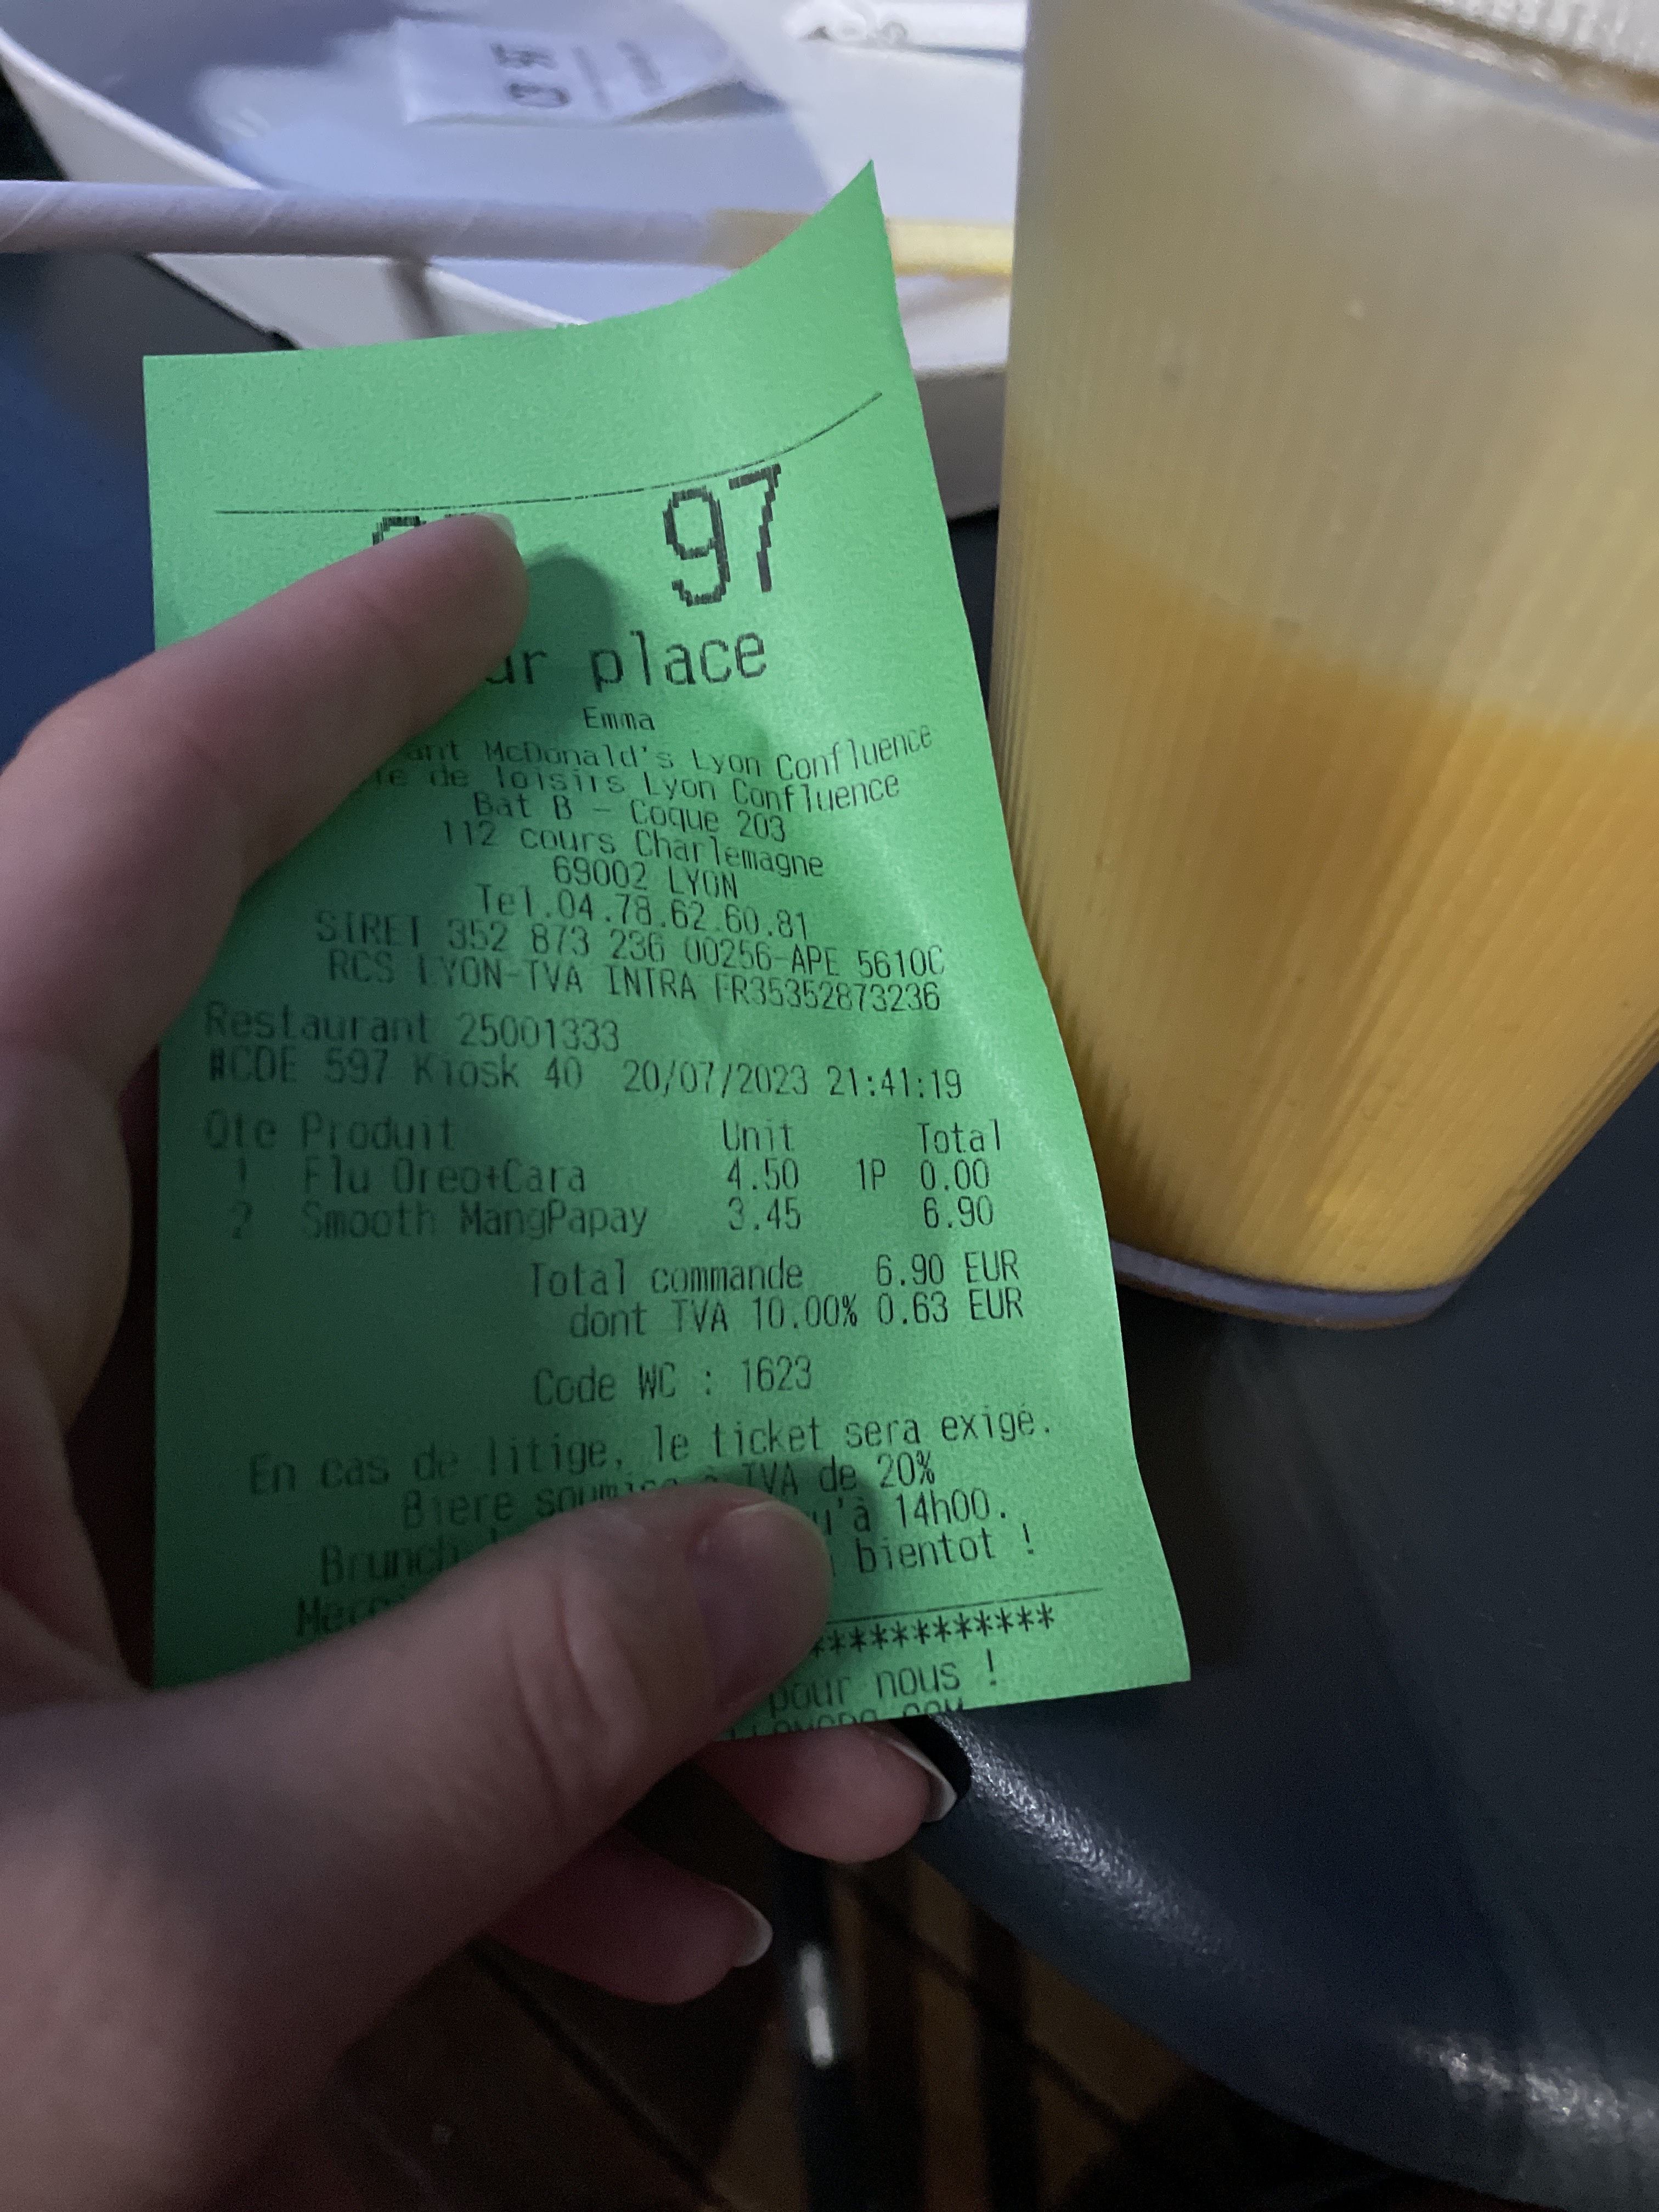 97
place
Emma
McDonald's Lyon Confluence
de loisirs Lyon Confluence
Bat B - Coque 203
112 cours Charlemagne
69002 LYON
Tel.04.78.62.60.81
SIRET 352 873 236 00256-APE 5610C
RCS LYON-TVA INTRA FR35352873236
Restaurant 25001333
#CDE 597 Kiosk 40 20/07/2023 21:41:19
Qte Produit Unit Total
1 Flu Oreo+Cara 4.50 1P 0.00
2 Smooth MangPapay 3.45 6.90
Total commande 6.90 EUR
dont TVA 10.00% 0.63 EUR
Code WC : 1623
En cas de litige, le ticket sera exigé.
Biere TVA de 20%
Brunch 14h00.
bientot !
************
pour nous !